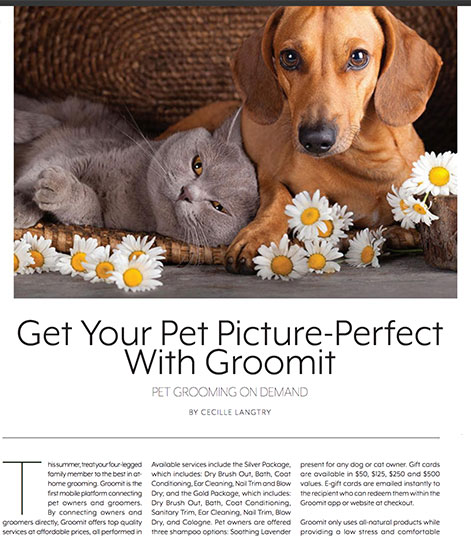 Get Your Pet Picture-Perfect
With Groomit
PET GROOMING ON DEMAND
BY CECILLE LANGTRY
This summer, treat your four-legged
family member to the best in at-
home grooming. Groomit is the
first mobile platform connecting
pet owners and groomers.
By connecting owners and
groomers directly, Groomit offers top quality
services at affordable prices, all performed in
Available services include the Silver Package,
which includes: Dry Brush Out, Bath, Coat
Conditioning, Ear Cleaning, Nail Trim and Blow
Dry; and the Gold Package, which includes:
Dry Brush Out, Bath, Coat Conditioning,
Sanitary Trim, Ear Cleaning, Nail Trim, Blow
Dry, and Cologne. Pet owners are offered
three shampoo options: Soothing Lavender
present for any dog or cat owner. Gift cards
are available in $50, $125, $250 and $500
values. E-gift cards are emailed instantly to
the recipient who can redeem them within the
Groomit app or website at checkout.
Groomit only uses all-natural products while
providing a low stress and comfortable